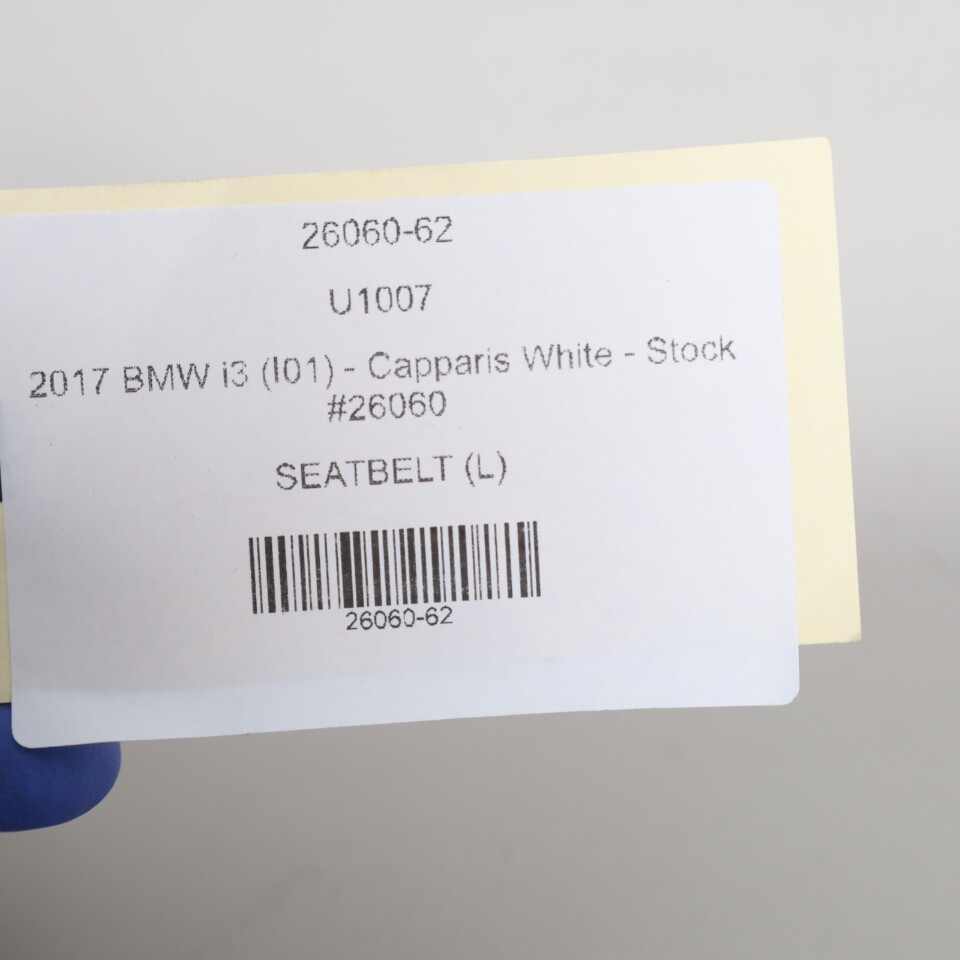 26060-62
U1007
2017 BMW i3 (I01) - Capparis White - Stock
#26060
SEATBELT (L)
26060-62